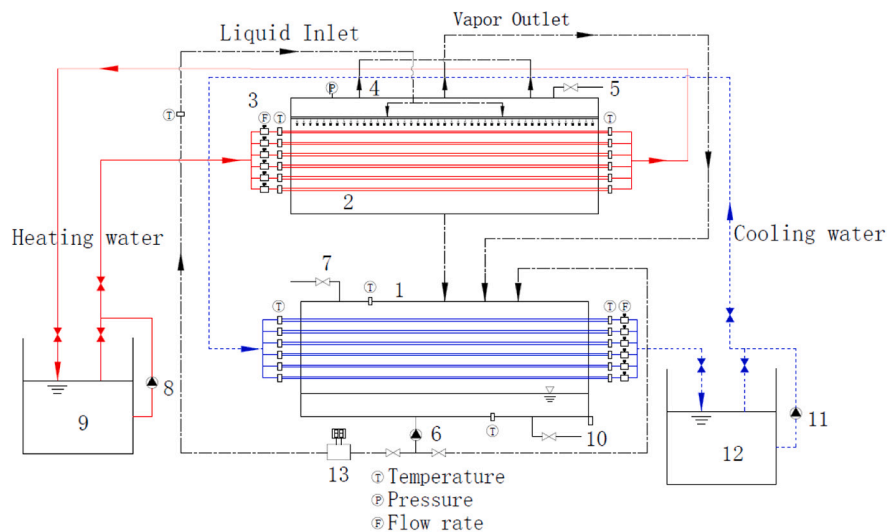 Vapor Outlet
Liquid Inlet
3
4
5
P
T
F T
T
2
Heating water
Cooling water
7
1
T
T
T F
8
9
6
T
10
11
12
13
T Temperature
P Pressure
F Flow rate